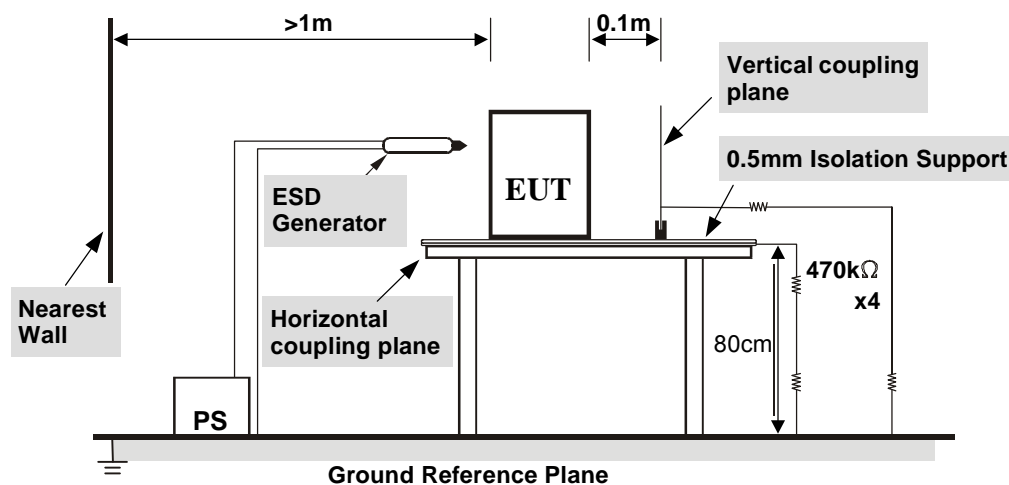 >1m
0.1m
Vertical coupling
plane
0.5mm Isolation Support
ESD
Generator
EUT
470kΩ
x4
Nearest
Wall
Horizontal
coupling plane
80cm
PS
Ground Reference Plane